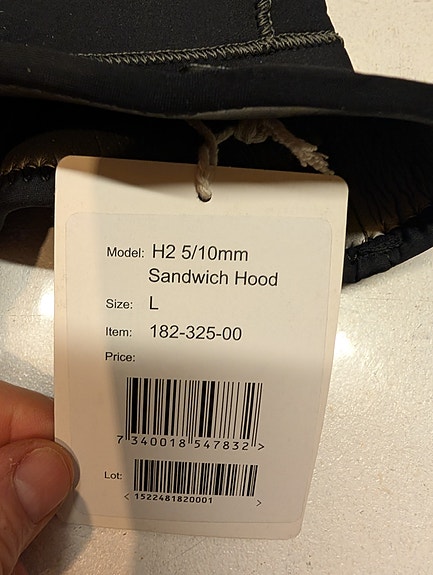 Model: H2 5/10mm
Sandwich Hood
Size: L
Item: 182-325-00
Price:
7 340018 547832 >
Lot:
< 1522481820001 >